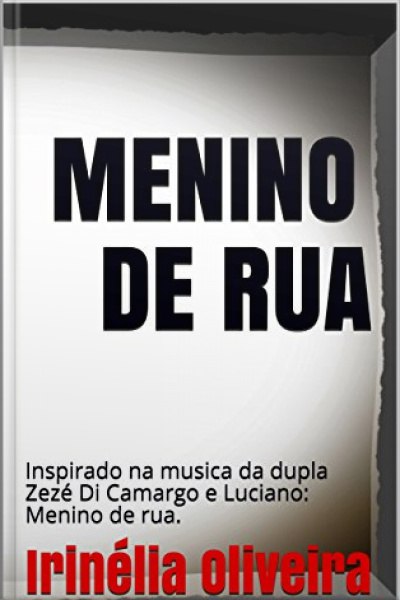 MENINO
DE RUA
Inspirado na musica da dupla
Zezé Di Camargo e Luciano:
Menino de rua.
Irinélia Oliveira